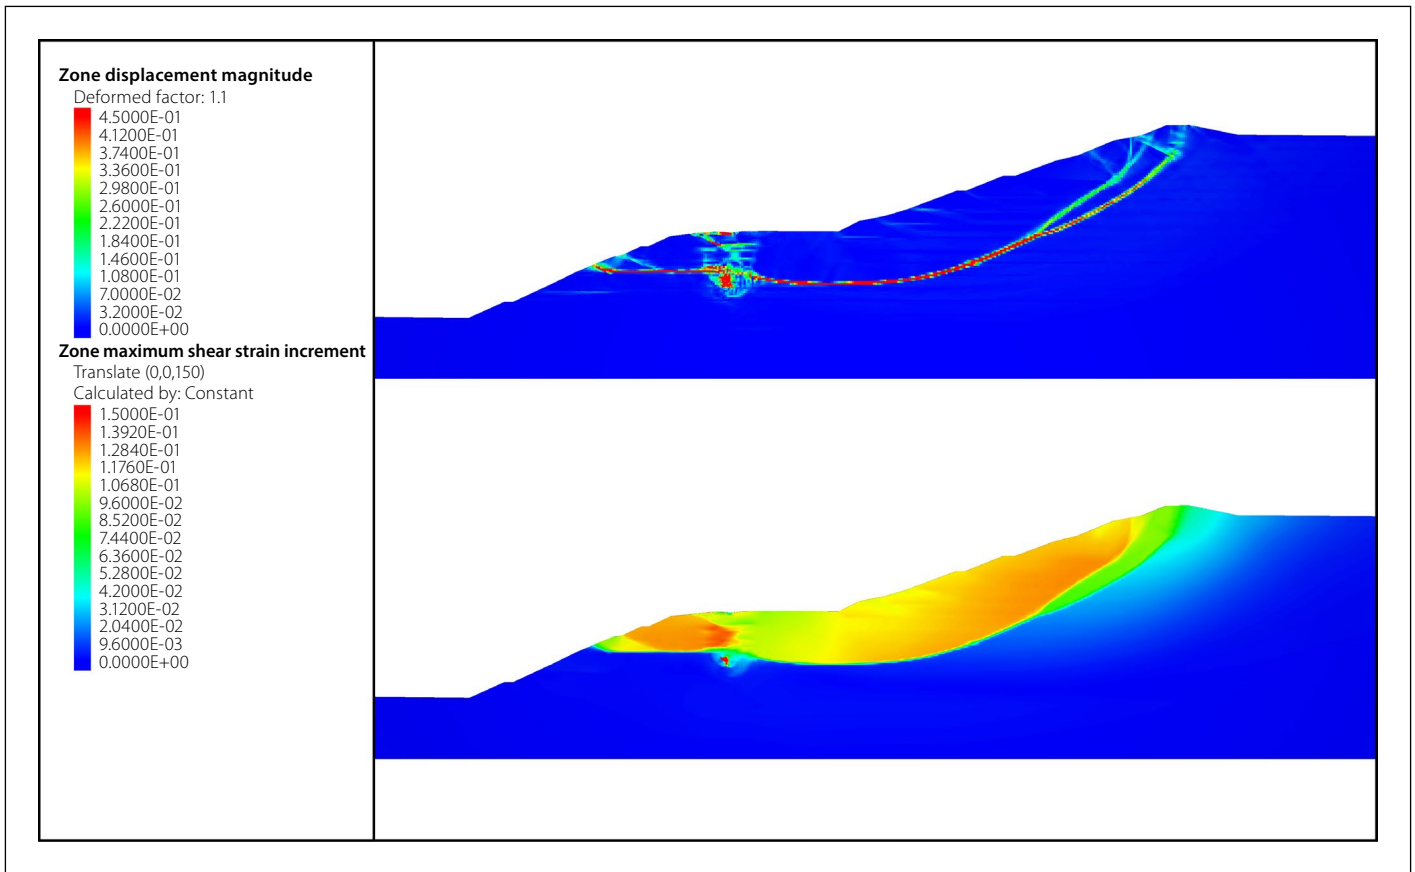 Zone displacement magnitude
Deformed factor: 1.1
4.5000E-01
4.1200E-01
3.7400E-01
3.3600E-01
2.9800E-01
2.6000E-01
2.2200E-01
1.8400E-01
1.4600E-01
1.0800E-01
7.0000E-02
3.2000E-02
0.0000E+00
Zone maximum shear strain increment
Translate (0,0,150)
Calculated by: Constant
1.5000E-01
1.3920E-01
1.2840E-01
1.1760E-01
1.0680E-01
9.6000E-02
8.5200E-02
7.4400E-02
6.3600E-02
5.2800E-02
4.2000E-02
3.1200E-02
2.0400E-02
9.6000E-03
0.0000E+00